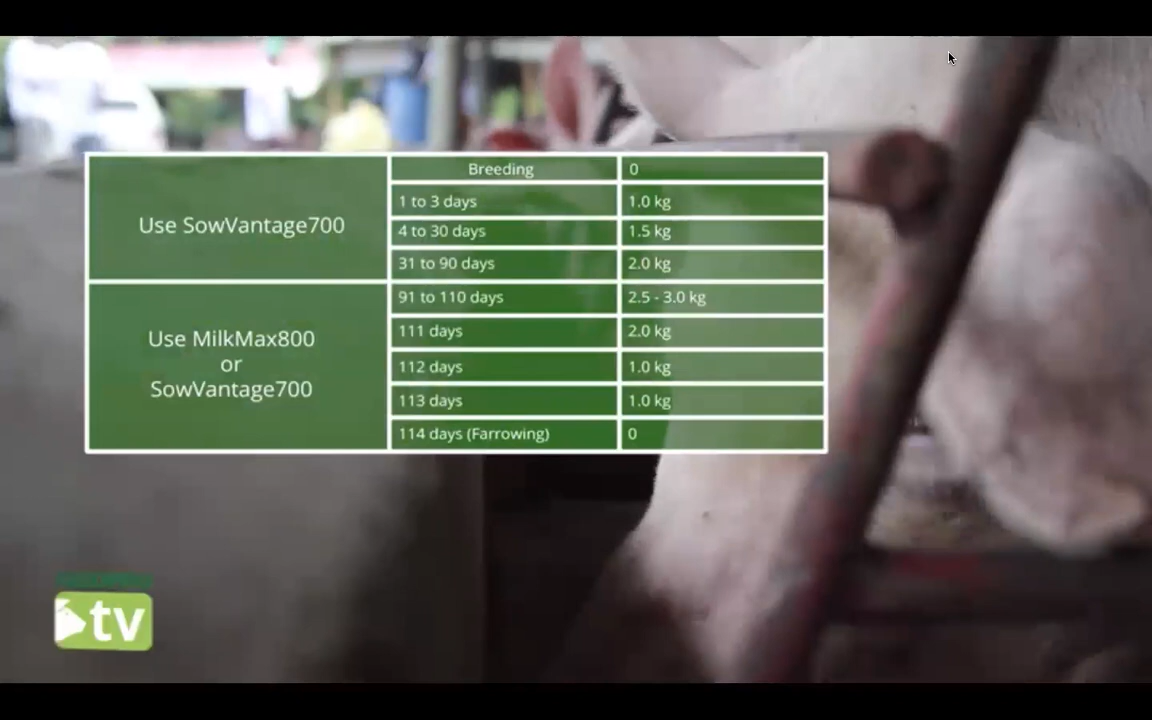 Use SowVantage700
Breeding 0
1 to 3 days 1.0 kg
4 to 30 days 1.5 kg
31 to 90 days 2.0 kg
Use MilkMax800
or
SowVantage700
91 to 110 days 2.5 - 3.0 kg
111 days 2.0 kg
112 days 1.0 kg
113 days 1.0 kg
114 days (Farrowing) 0
tv